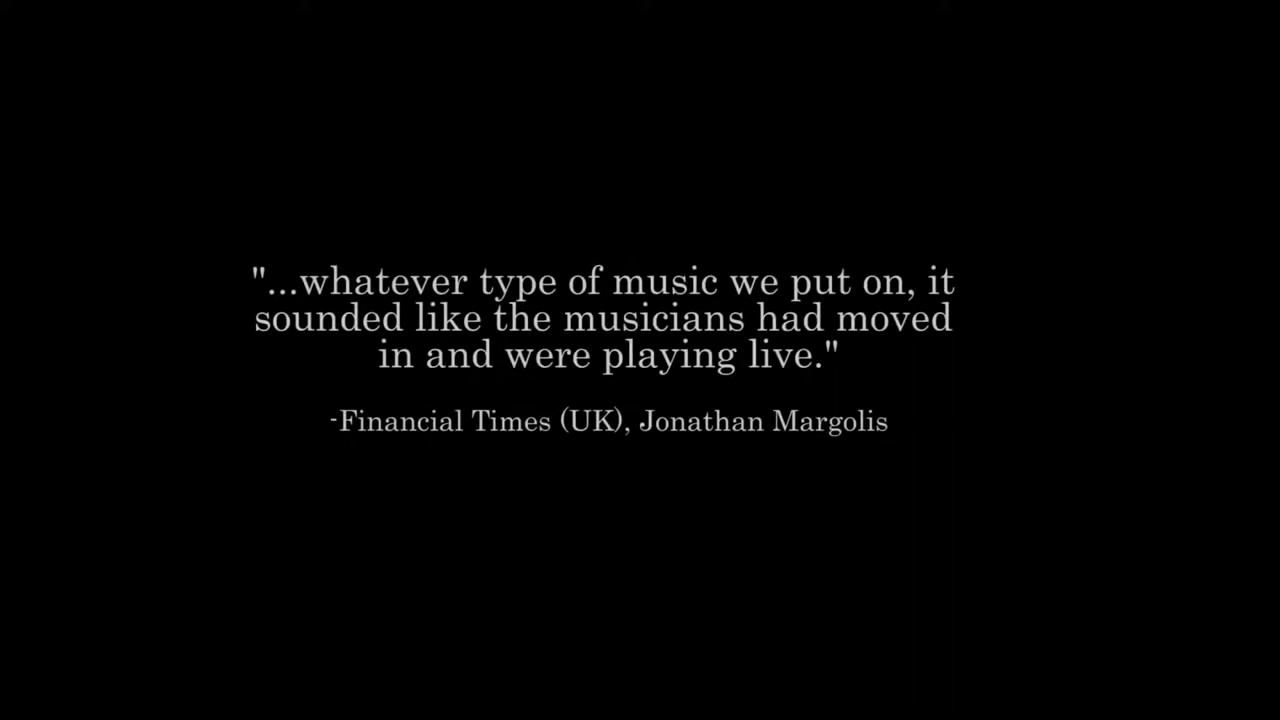 "...whatever type of music we put on, it
sounded like the musicians had moved
in and were playing live."
-Financial Times (UK), Jonathan Margolis